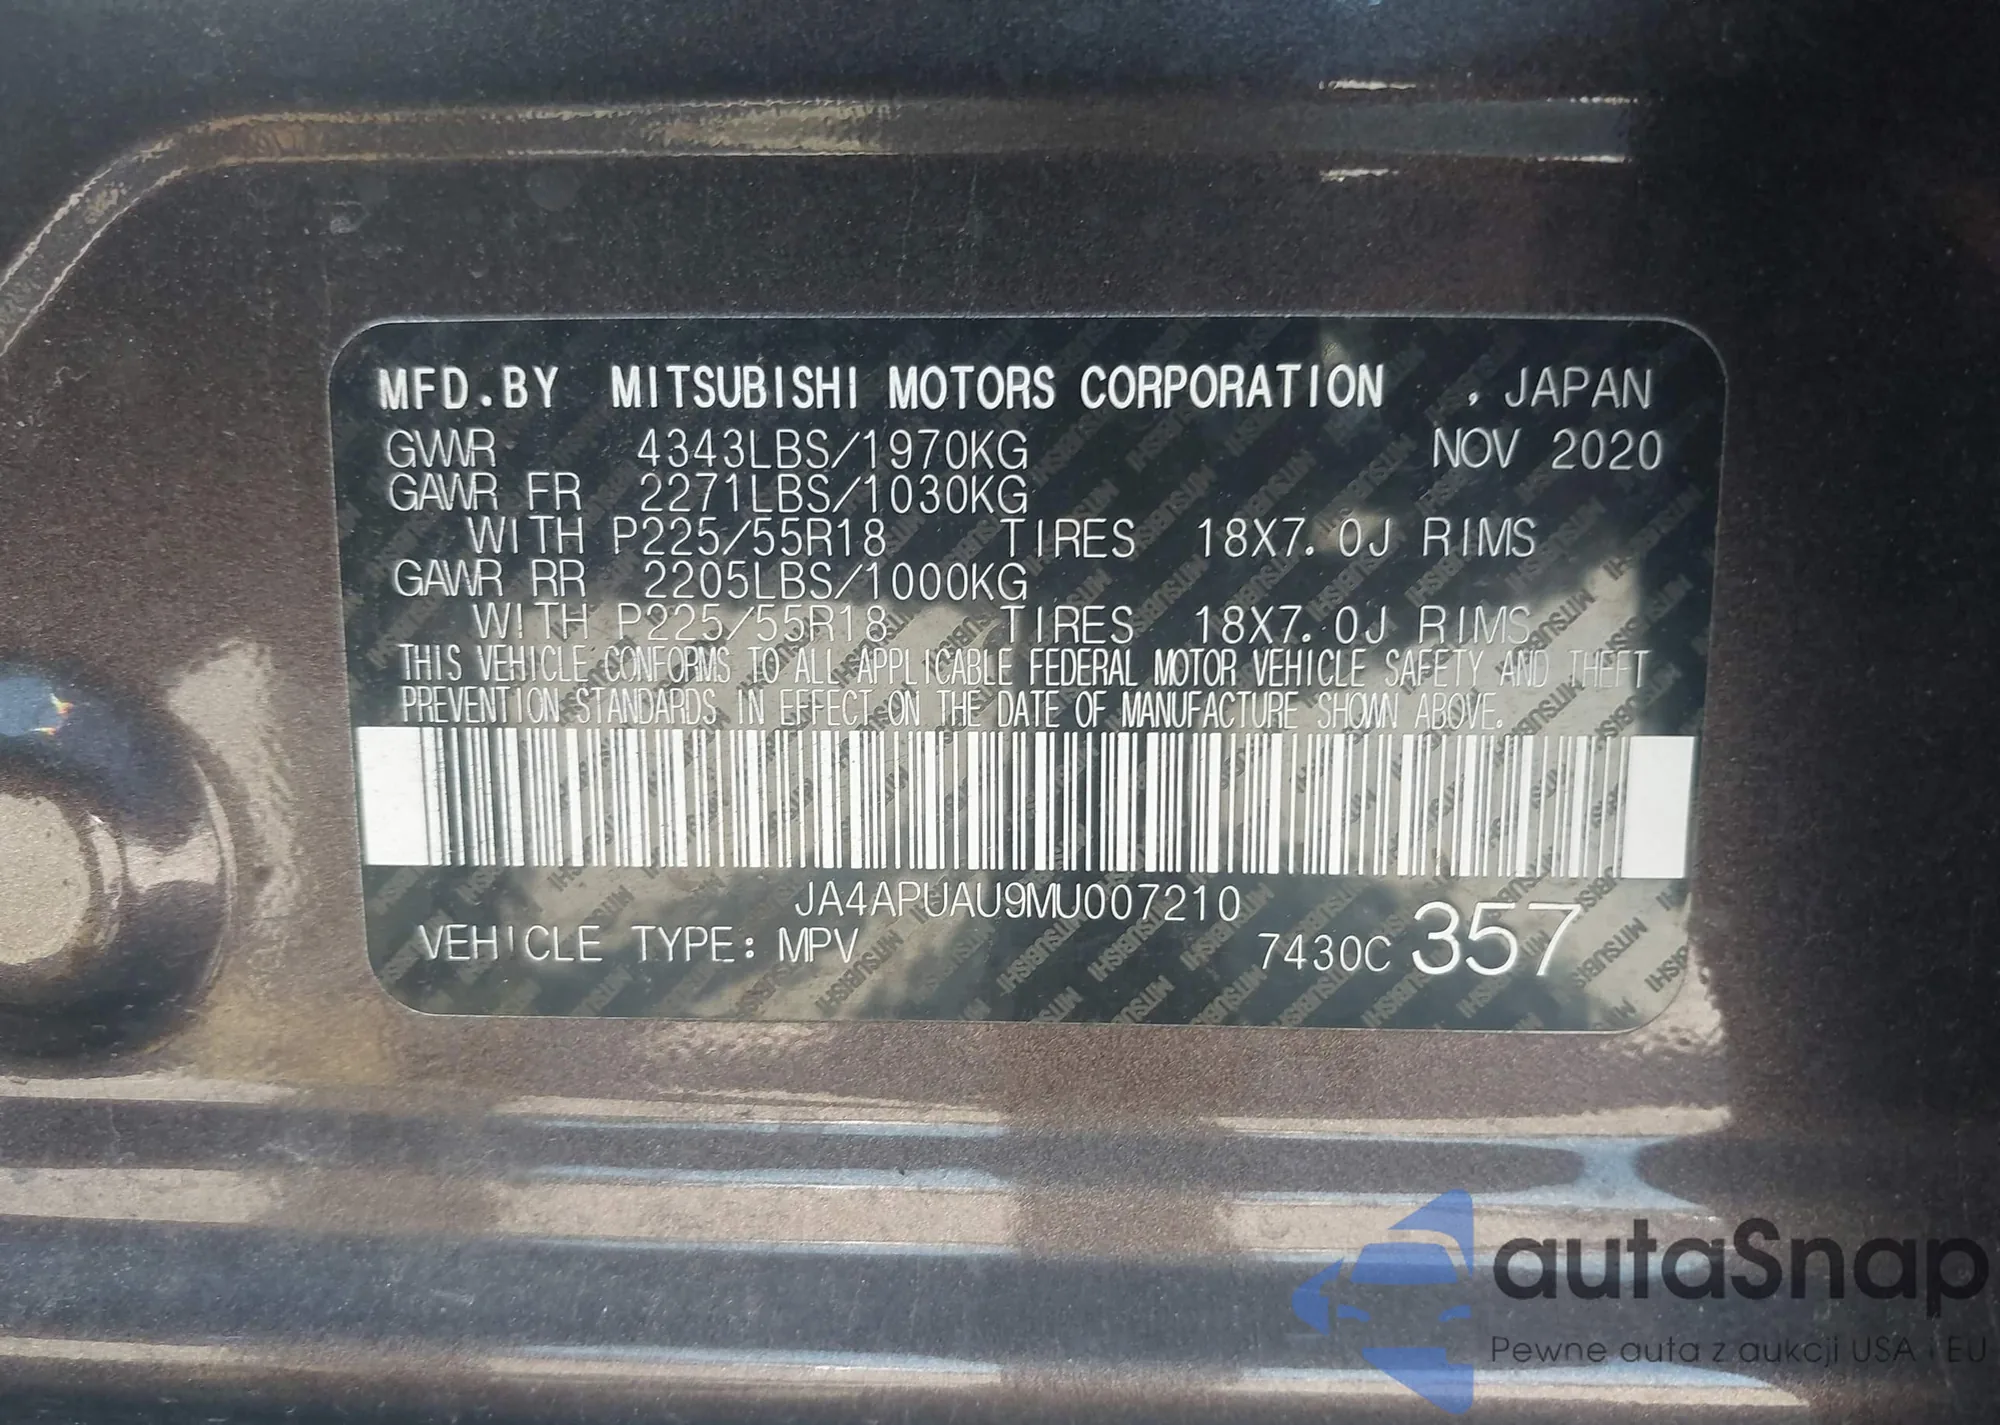 MFD.BY MITSUBISHI MOTORS CORPORATION , JAPAN
GVWR 4343LBS/1970KG NOV 2020
GAWR FR 2271LBS/1030KG
WITH P225/55R18 TIRES 18X7.0J RIMS
GAWR RR 2205LBS/1000KG
WITH P225/55R18 TIRES 18X7.0J RIMS
THIS VEHICLE CONFORMS TO ALL APPLICABLE FEDERAL MOTOR VEHICLE SAFETY AND THEFT
PREVENTION STANDARDS IN EFFECT ON THE DATE OF MANUFACTURE SHOWN ABOVE.
JA4APUAU9MU007210
VEHICLE TYPE: MPV 7430C 357
autaSnap
Pewne auta z aukcji USA i EU